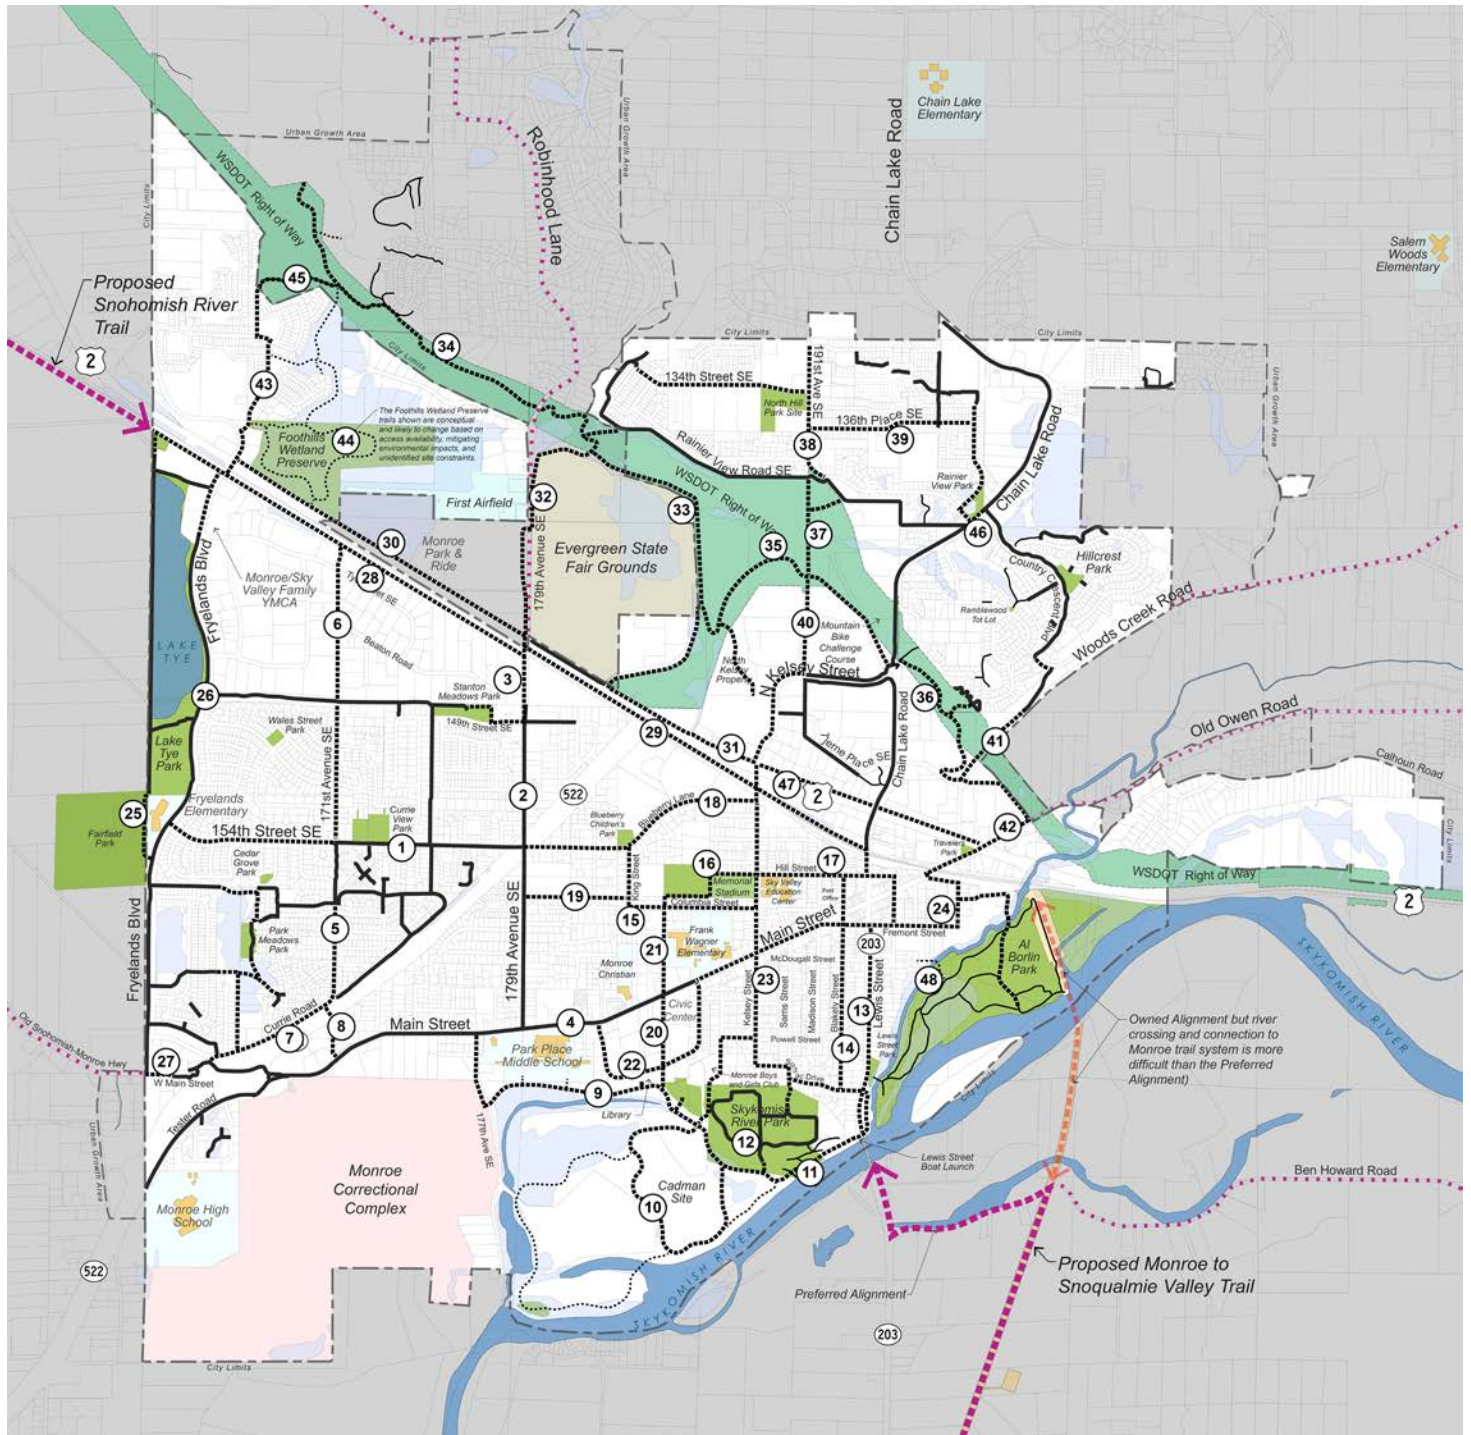 Chain Lake
Elementary
Chain Lake Road
Robinhood Lane
Urban Growth Area
Urban Growth Area
City Limits
WSDOT Right of Way
Salem
Woods
Elementary
Proposed
Snohomish River
Trail
2
45
34
City Limits
43
The Foothills Wetland Preserve
trails shown are conceptual
and likely to change based on
access availability, mitigating
environmental impacts, and
unidentified site constraints.
44
Foothills
Wetland
Preserve
First Airfield
City Limits
City Limits
134th Street SE
191st Ave SE
North Hill
Park Site
136th Place SE
38
39
Urban Growth Area
Rainier View Road SE
WSDOT Right of Way
Rainier
View Park
Chain Lake Road
Chain Lake Road
46
32
33
179th Avenue SE
Evergreen State
Fair Grounds
35
37
30
Monroe
Park &
Ride
28
Fryelands Blvd
Monroe/Sky
Valley Family
YMCA
6
Beaton Road
LAKE
TYE
Hillcrest
Park
Country Crescent Blvd
Ramblewood
Tot Lot
Woods Creek Road
40
Mountain
Bike
Challenge
Course
North
Kelsey
Property
N Kelsey Street
36
26
3
Stanton
Meadows Park
149th Street SE
Wales Street
Park
171st Avenue SE
Lake
Tye
Park
29
31
47
2
Terne Place SE
41
Old Owen Road
Calhoun Road
City Limits
25
Fairfield
Park
Fryelands
Elementary
154th Street SE
Currie
View
Park
1
2
522
Blueberry
Children's
Park
Blueberry Lane
18
42
Travelers
Park
Cedar
Grove
Park
16
Memorial
Stadium
Hill Street
17
Sky Valley
Education
Center
Post
Office
WSDOT Right of Way
2
19
King Street
15
Columbia Street
24
Fremont Street
Main Street
Fryelands Blvd
Park
Meadows
Park
5
179th Avenue SE
21
Frank
Wagner
Elementary
Monroe
Christian
203
McDougall Street
Al
Borlin
Park
48
23
Kelsey Street
Sams Street
Madison Street
Blakely Street
Lewis Street
13
SKYKOMISH RIVER
Old Snohomish-Monroe Hwy
Currie Road
7
8
Main Street
4
Civic
Center
20
Powell Street
14
Lewis
Street
Park
Owned Alignment but river
crossing and connection to
Monroe trail system is more
difficult than the Preferred
Alignment)
27
W Main Street
Park Place
Middle School
22
Monroe Boys
and Girls Club
City Limits
Tester Road
9
Library
Skykomish
River Park
12
177th Ave SE
Urban Growth Area
Monroe
Correctional
Complex
11
Lewis Street
Boat Launch
Ben Howard Road
Monroe High
School
10
Cadman
Site
SKYKOMISH RIVER
522
Preferred Alignment
Proposed Monroe to
Snoqualmie Valley Trail
203
City Limits